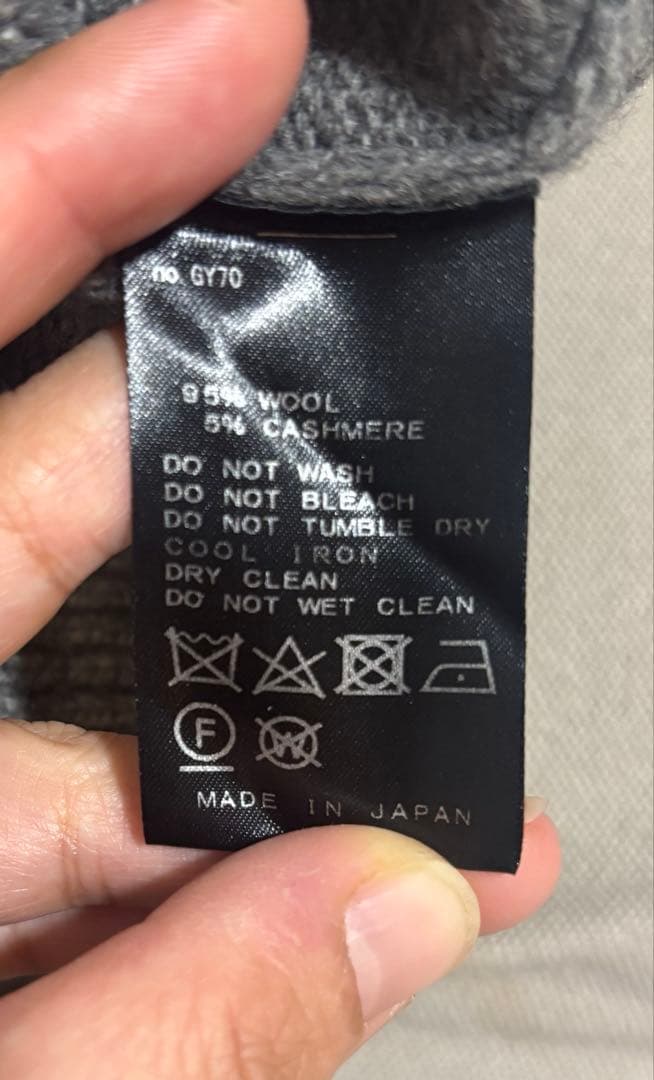 no GY70
95% WOOL
5% CASHMERE
DO NOT WASH
DO NOT BLEACH
DO NOT TUMBLE DRY
COOL IRON
DRY CLEAN
DO NOT WET CLEAN
F
W
MADE IN JAPAN